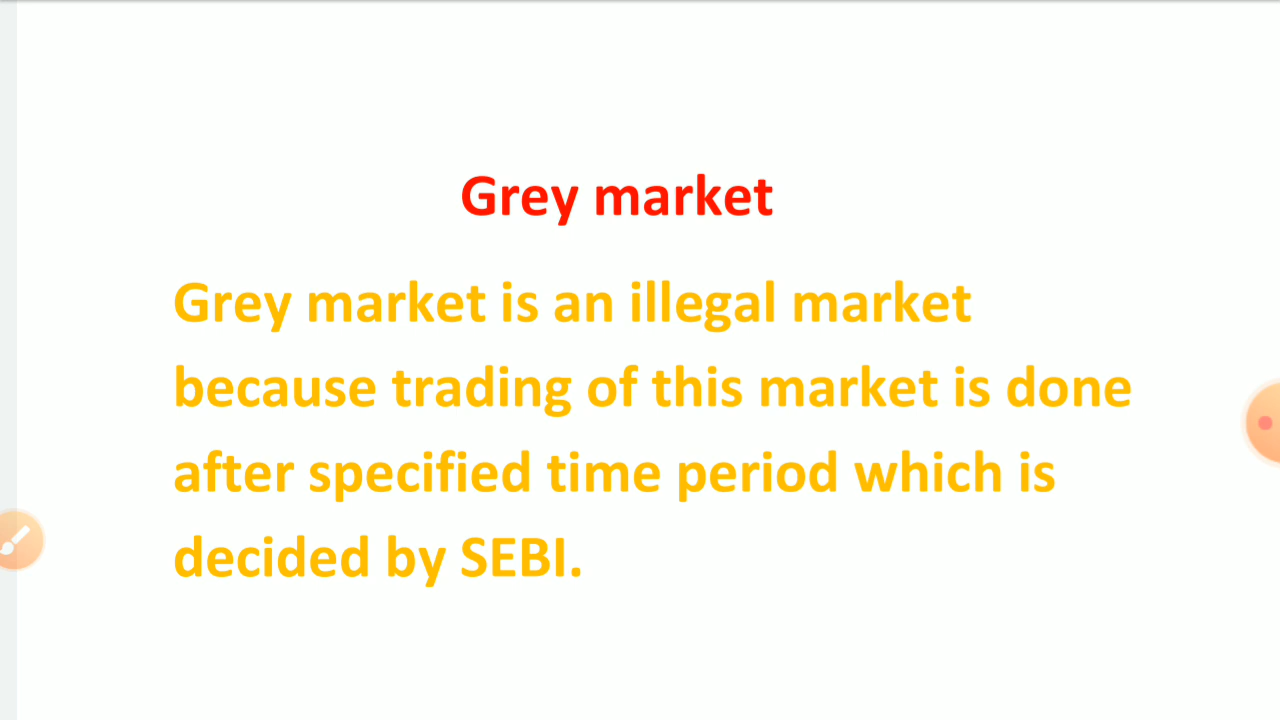 Grey market
Grey market is an illegal market
because trading of this market is done
after specified time period which is
decided by SEBI.